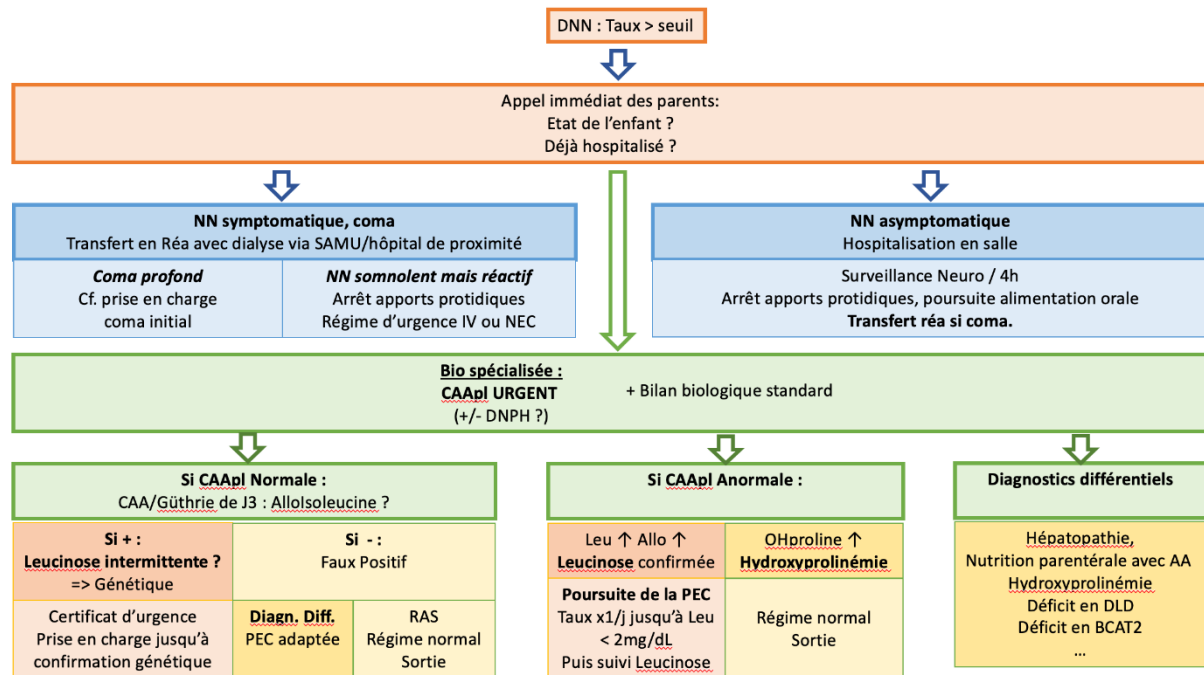 DNN : Taux > seuil
Appel immédiat des parents:
Etat de l'enfant ?
Déjà hospitalisé ?
NN symptomatique, coma
Transfert en Réa avec dialyse via SAMU/hôpital de proximité
Coma profond
Cf. prise en charge
coma initial
NN somnolent mais réactif
Arrêt apports protidiques
Régime d'urgence IV ou NEC
NN asymptomatique
Hospitalisation en salle
Surveillance Neuro / 4h
Arrêt apports protidiques, poursuite alimentation orale
Transfert réa si coma.
Bio spécialisée :
CAApl URGENT
(+/- DNPH ?)
+ Bilan biologique standard
Si CAApl Normale :
CAA/Güthrie de J3 : AlloIsoleucine ?
Si + :
Leucinose intermittente ?
=> Génétique
Certificat d'urgence
Prise en charge jusqu'à
confirmation génétique
Si - :
Faux Positif
Diagn. Diff.
PEC adaptée
RAS
Régime normal
Sortie
Si CAApl Anormale :
Leu ↑ Allo ↑
Leucinose confirmée
Poursuite de la PEC
Taux x1/j jusqu'à Leu
< 2mg/dL
Puis suivi Leucinose
OHproline ↑
Hydroxyprolinémie
Régime normal
Sortie
Diagnostics différentiels
Hépatopathie,
Nutrition parentérale avec AA
Hydroxyprolinémie
Déficit en DLD
Déficit en BCAT2
...